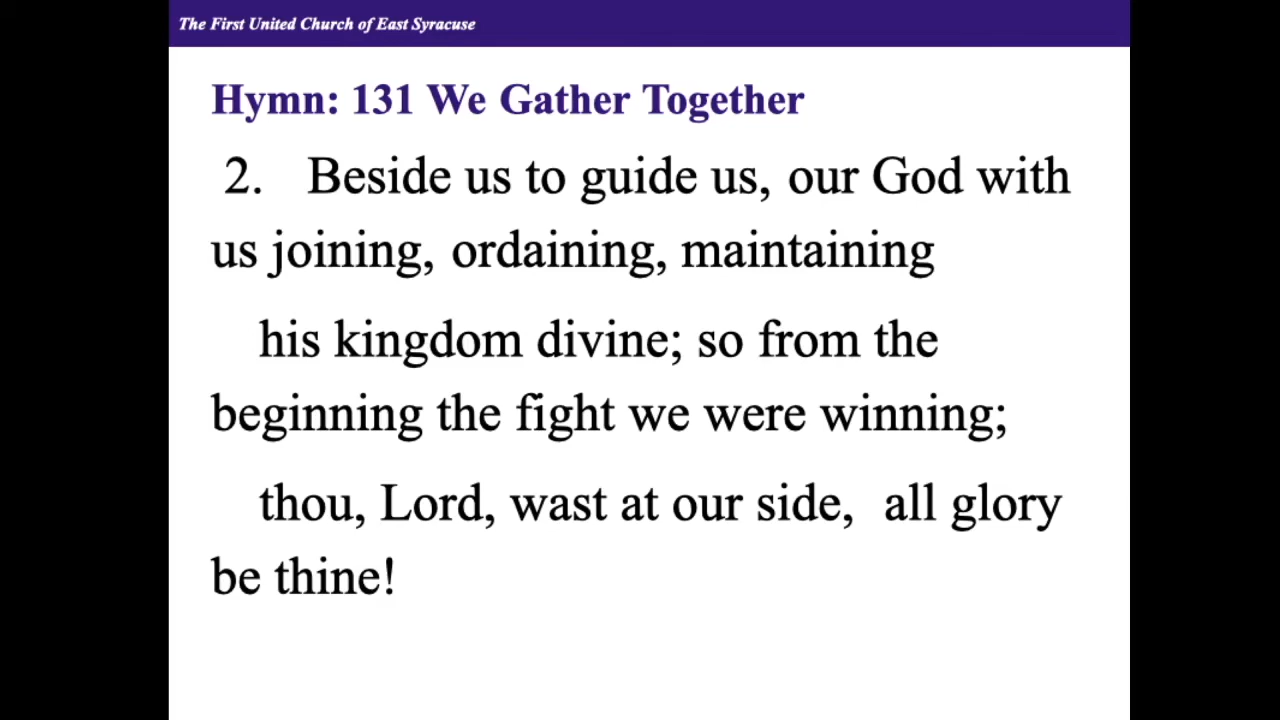 The First United Church of East Syracuse
Hymn: 131 We Gather Together
2. Beside us to guide us, our God with
us joining, ordaining, maintaining
his kingdom divine; so from the
beginning the fight we were winning;
thou, Lord, wast at our side, all glory
be thine!